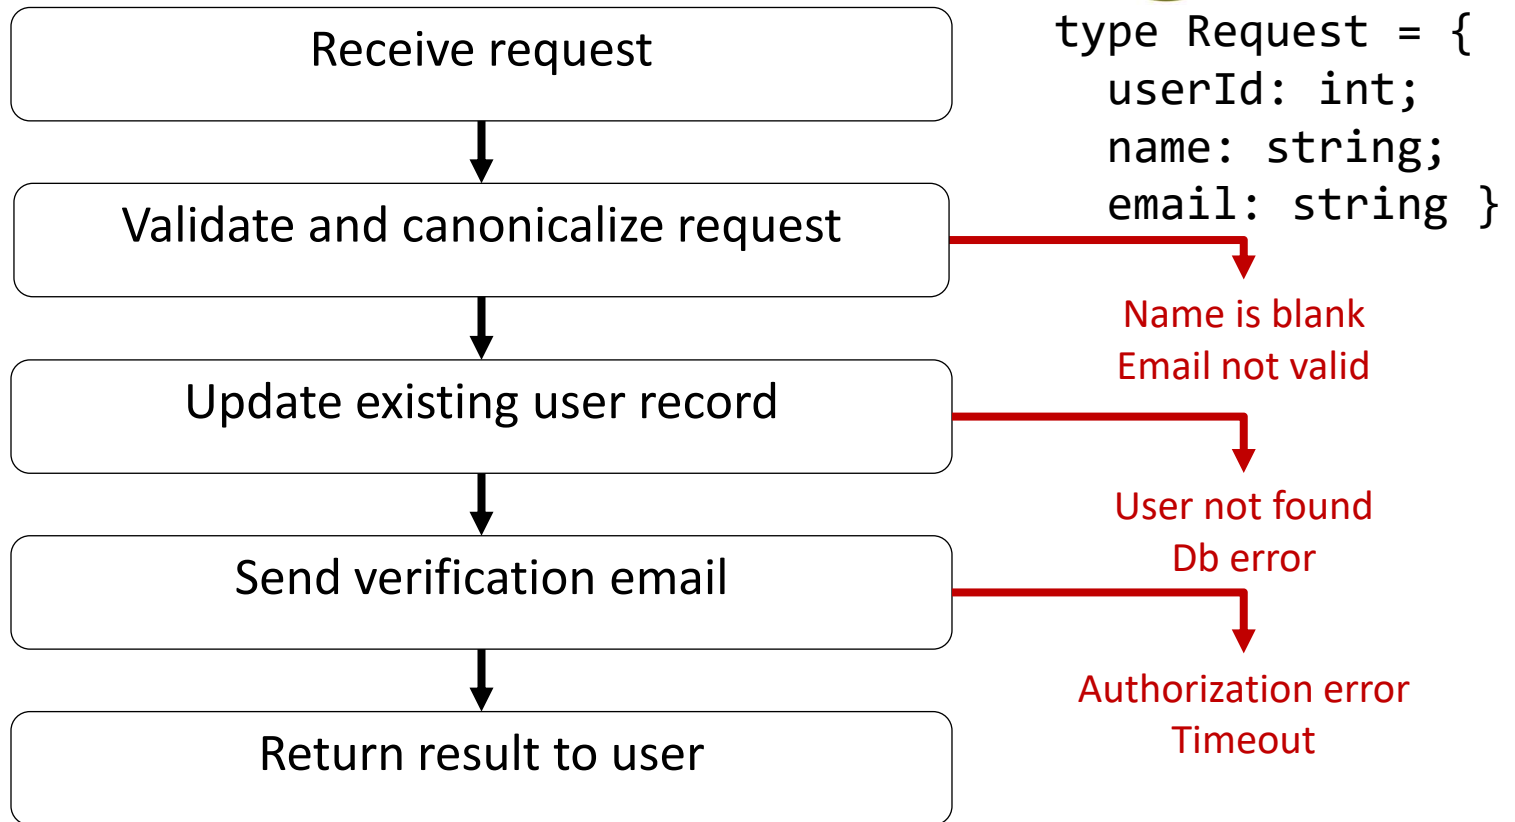 Receive request
type Request = {
userId: int;
name: string;
email: string }
Validate and canonicalize request
Name is blank
Email not valid
Update existing user record
User not found
Db error
Send verification email
Authorization error
Timeout
Return result to user